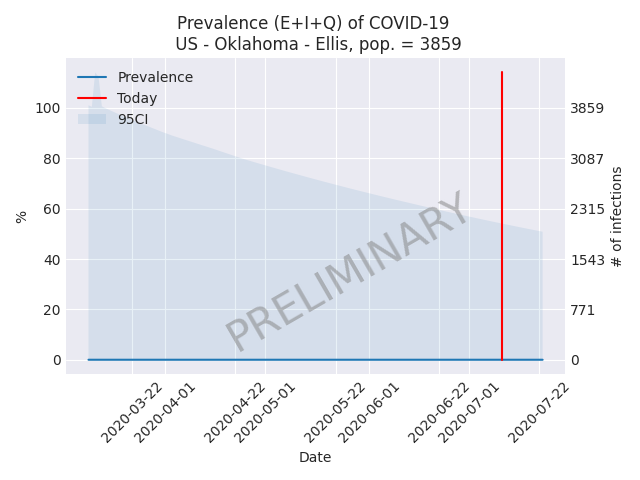 Prevalence (E+I+Q) of COVID-19
US - Oklahoma - Ellis, pop. = 3859
Prevalence
Today
95CI
100
80
60
40
20
0
%
3859
3087
2315
1543
771
0
# of infections
PRELIMINARY
2020-03-22
2020-04-01
2020-04-22
2020-05-01
2020-05-22
2020-06-01
2020-06-22
2020-07-01
2020-07-22
Date